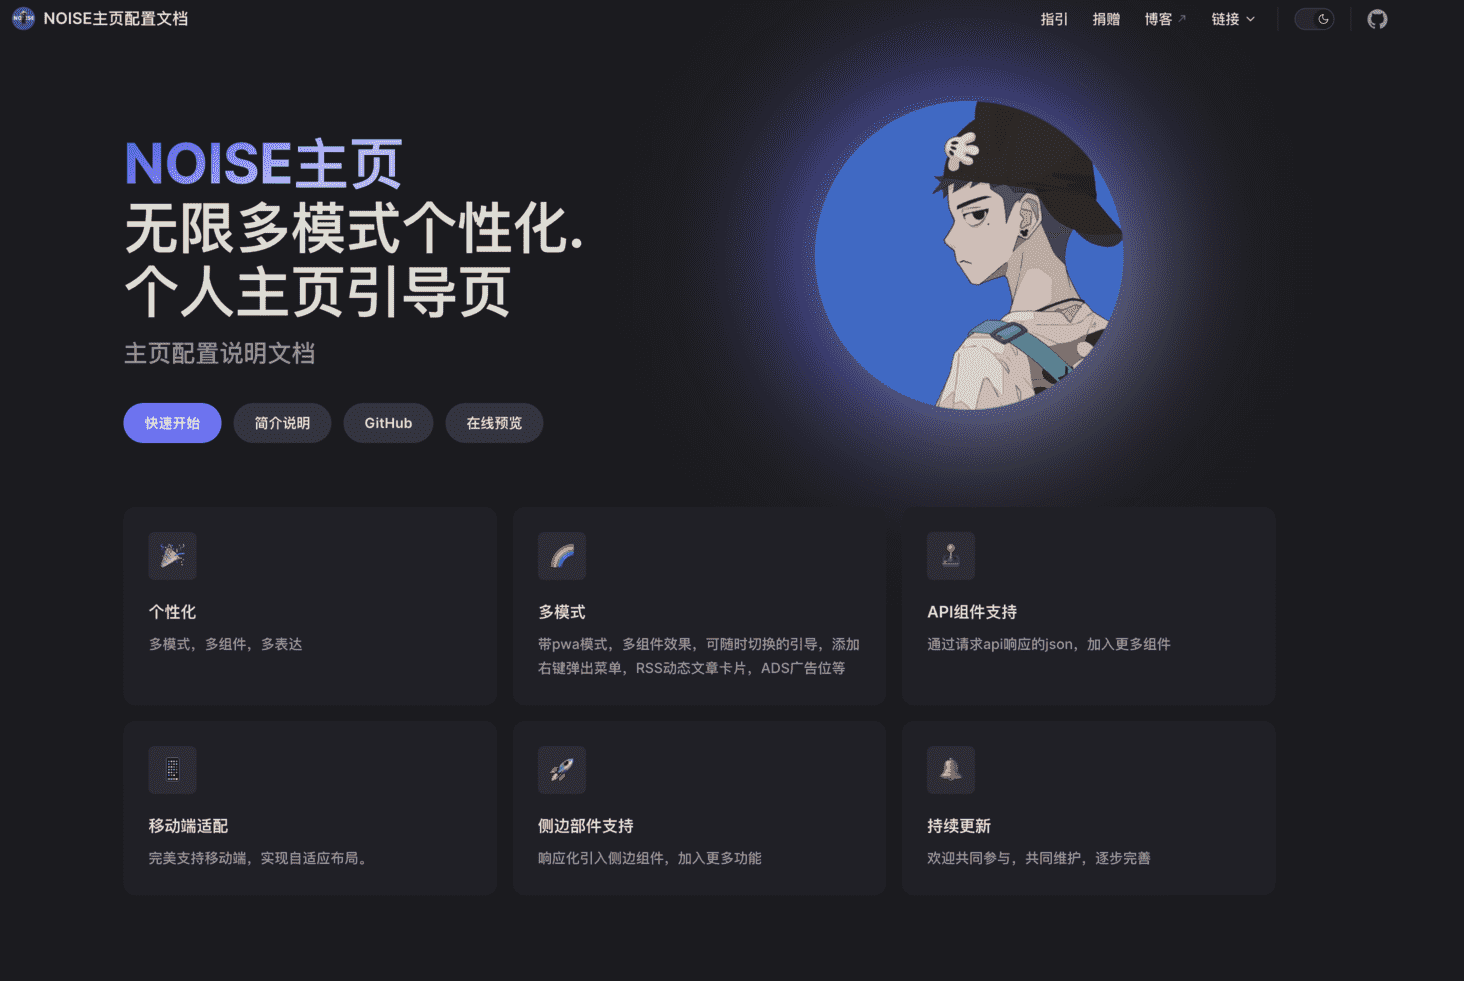 NOISE主页配置文档
指引
捐赠
博客
链接
NOISE主页
无限多模式个性化.
个人主页引导页
主页配置说明文档
快速开始
简介说明
GitHub
在线预览
个性化
多模式，多组件，多表达
多模式
带pwa模式，多组件效果，可随时切换的引导，添加
右键弹出菜单，RSS动态文章卡片，ADS广告位等
API组件支持
通过请求api响应的json，加入更多组件
移动端适配
完美支持移动端，实现自适应布局。
侧边部件支持
响应化引入侧边组件，加入更多功能
持续更新
欢迎共同参与，共同维护，逐步完善